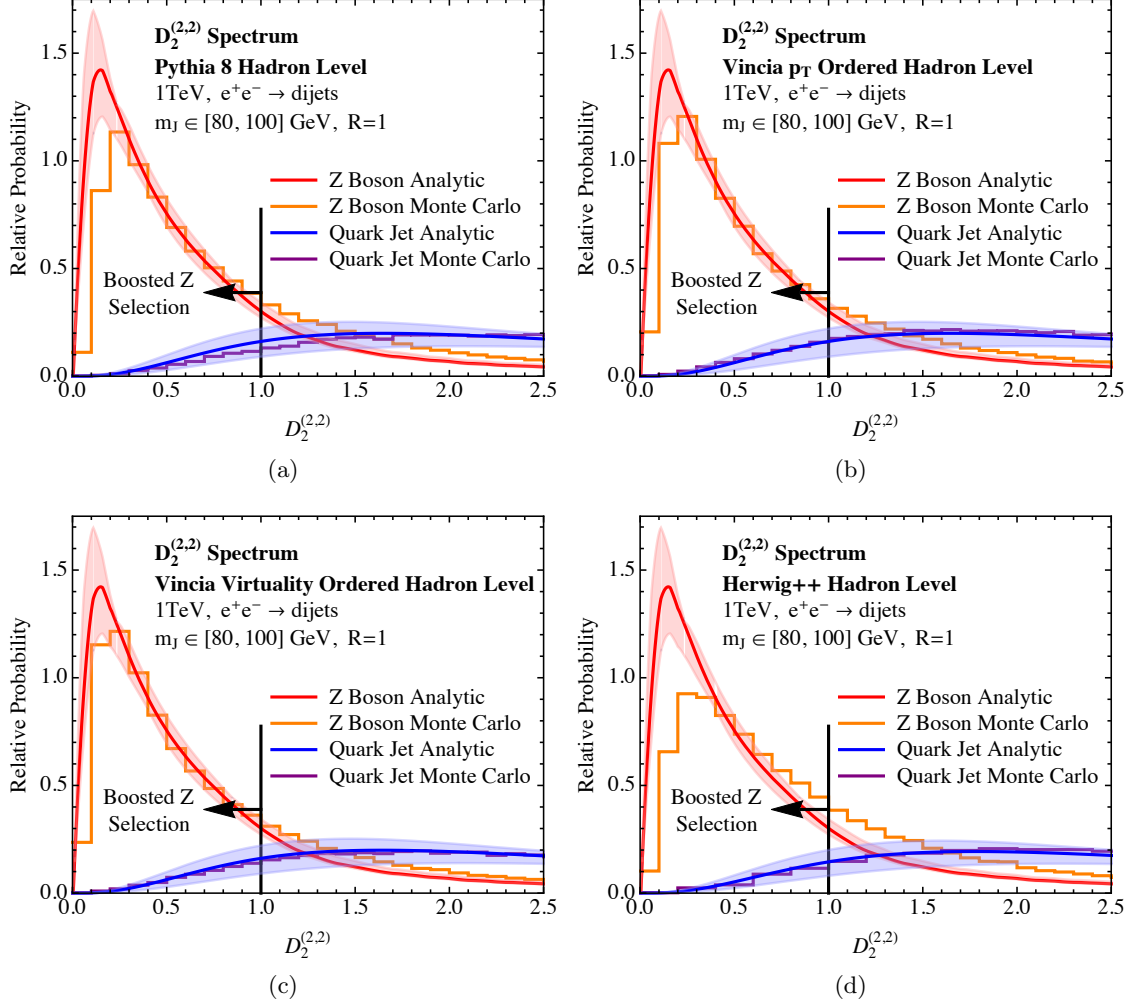 D₂^(2,2) Spectrum
Pythia 8 Hadron Level
1TeV, e⁺e⁻ → dijets
m_J ∈ [80, 100] GeV, R=1
Z Boson Analytic
Z Boson Monte Carlo
Quark Jet Analytic
Quark Jet Monte Carlo
Boosted Z
Selection
Relative Probability
0.0
0.5
1.0
1.5
0.0 0.5 1.0 1.5 2.0 2.5
D₂^(2,2)
(a)
D₂^(2,2) Spectrum
Vincia p_T Ordered Hadron Level
1TeV, e⁺e⁻ → dijets
m_J ∈ [80, 100] GeV, R=1
Z Boson Analytic
Z Boson Monte Carlo
Quark Jet Analytic
Quark Jet Monte Carlo
Boosted Z
Selection
Relative Probability
0.0
0.5
1.0
1.5
0.0 0.5 1.0 1.5 2.0 2.5
D₂^(2,2)
(b)
D₂^(2,2) Spectrum
Vincia Virtuality Ordered Hadron Level
1TeV, e⁺e⁻ → dijets
m_J ∈ [80, 100] GeV, R=1
Z Boson Analytic
Z Boson Monte Carlo
Quark Jet Analytic
Quark Jet Monte Carlo
Boosted Z
Selection
Relative Probability
0.0
0.5
1.0
1.5
0.0 0.5 1.0 1.5 2.0 2.5
D₂^(2,2)
(c)
D₂^(2,2) Spectrum
Herwig++ Hadron Level
1TeV, e⁺e⁻ → dijets
m_J ∈ [80, 100] GeV, R=1
Z Boson Analytic
Z Boson Monte Carlo
Quark Jet Analytic
Quark Jet Monte Carlo
Boosted Z
Selection
Relative Probability
0.0
0.5
1.0
1.5
0.0 0.5 1.0 1.5 2.0 2.5
D₂^(2,2)
(d)